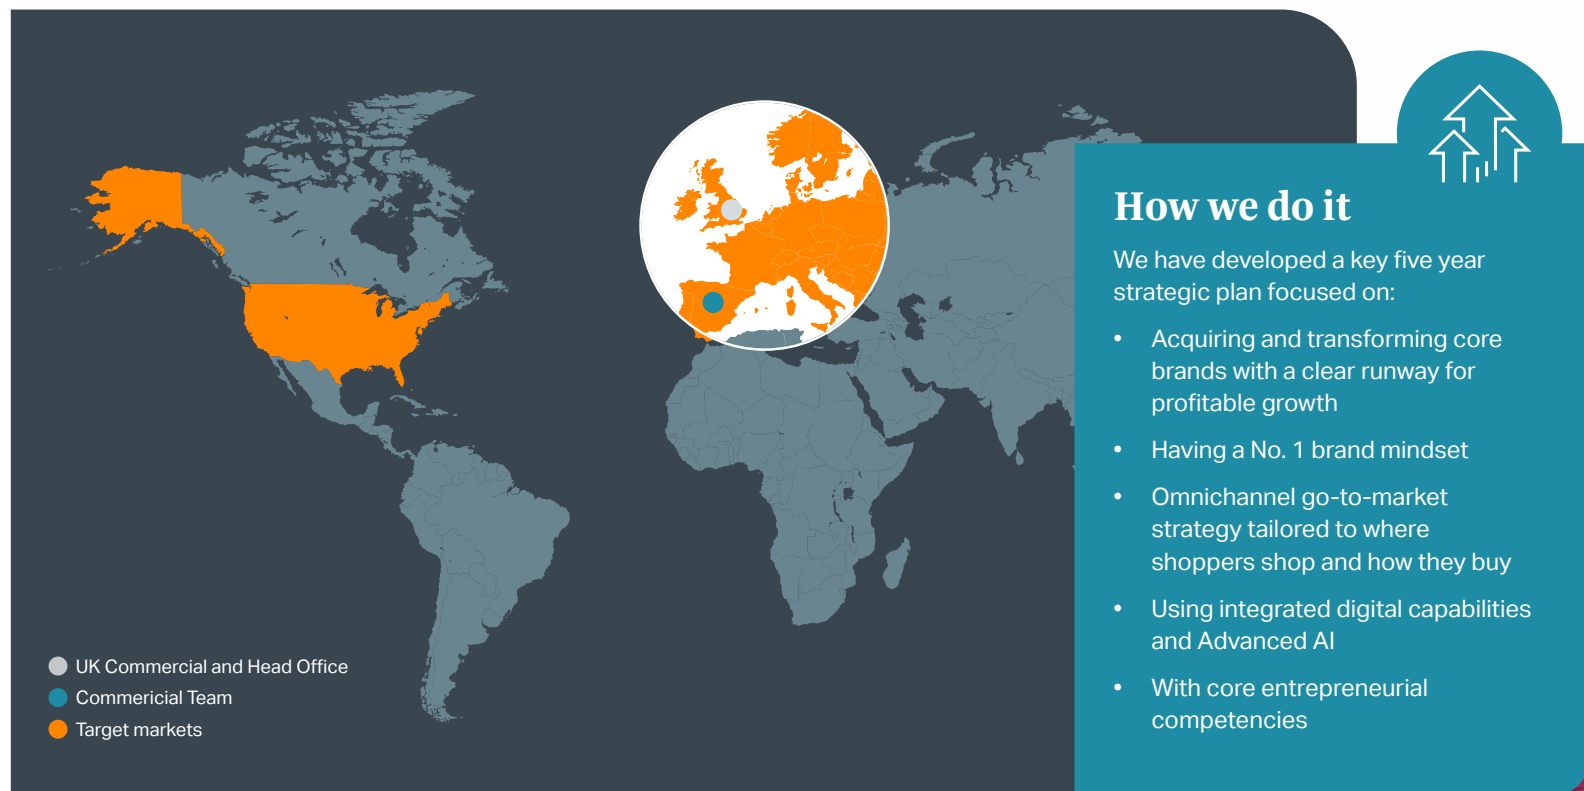 How we do it
We have developed a key five year
strategic plan focused on:
• Acquiring and transforming core
brands with a clear runway for
profitable growth
• Having a No. 1 brand mindset
• Omnichannel go-to-market
strategy tailored to where
shoppers shop and how they buy
• Using integrated digital capabilities
and Advanced AI
• With core entrepreneurial
competencies
UK Commercial and Head Office
Commericial Team
Target markets